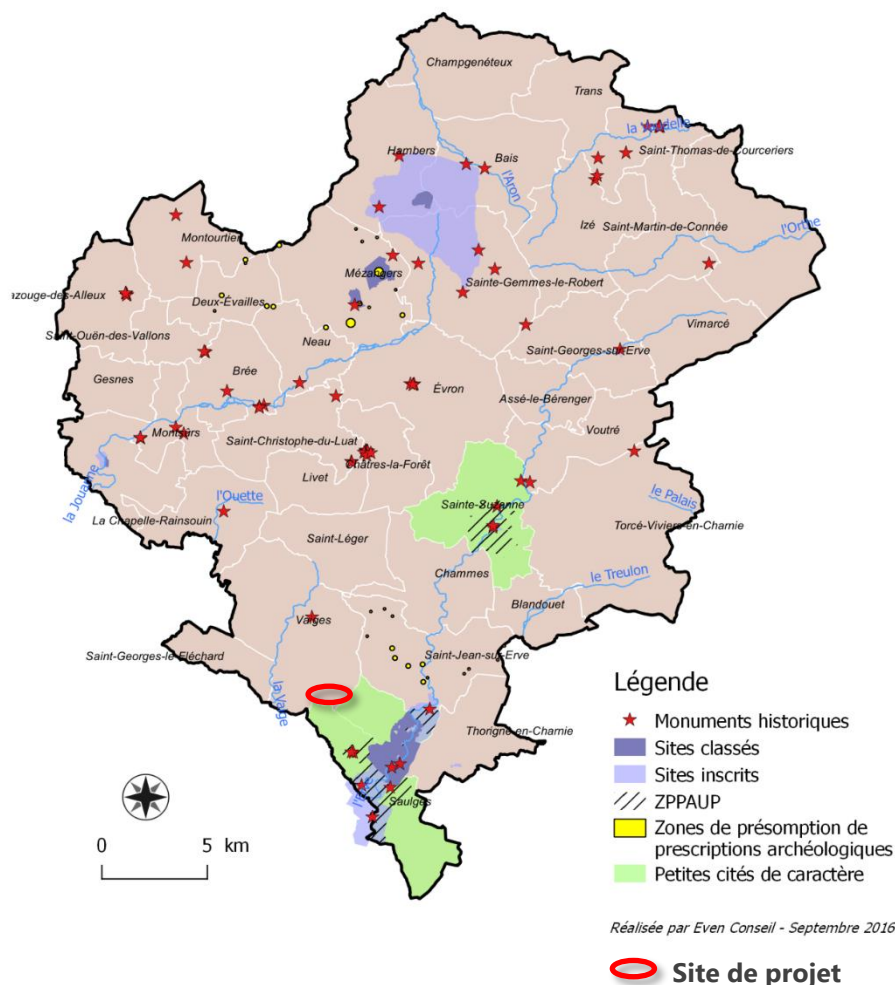 Champgenéteux
Trans
Hambers
Bais
Saint-Thomas-de-Courceriers
l'Aron
Izé
Saint-Martin-de-Connée
l'Orthe
Montourtier
Mézangers
Sainte-Gemmes-le-Robert
azouge-des-Alleux
Deux-Évailles
Vimarcé
Saint-Ouën-des-Vallons
Neau
Saint-Georges-sur-Erve
Gesnes
Brée
Évron
Assé-le-Bérenger
Voutré
Montsûrs
Saint-Christophe-du-Luat
Livet
Châtres-la-Forêt
la Jouanne
l'Ouette
Sainte-Suzanne
le Palais
La Chapelle-Rainsouin
Torcé-Viviers-en-Charnie
Saint-Léger
Chammes
le Treulon
Blandouet
Vaiges
Saint-Georges-le-Fléchard
Saint-Jean-sur-Erve
la Vaige
Thorigné-en-Charnie
Saulges
0 5 km
Légende
Monuments historiques
Sites classés
Sites inscrits
ZPPAUP
Zones de présomption de
prescriptions archéologiques
Petites cités de caractère
Réalisée par Even Conseil - Septembre 2016
Site de projet